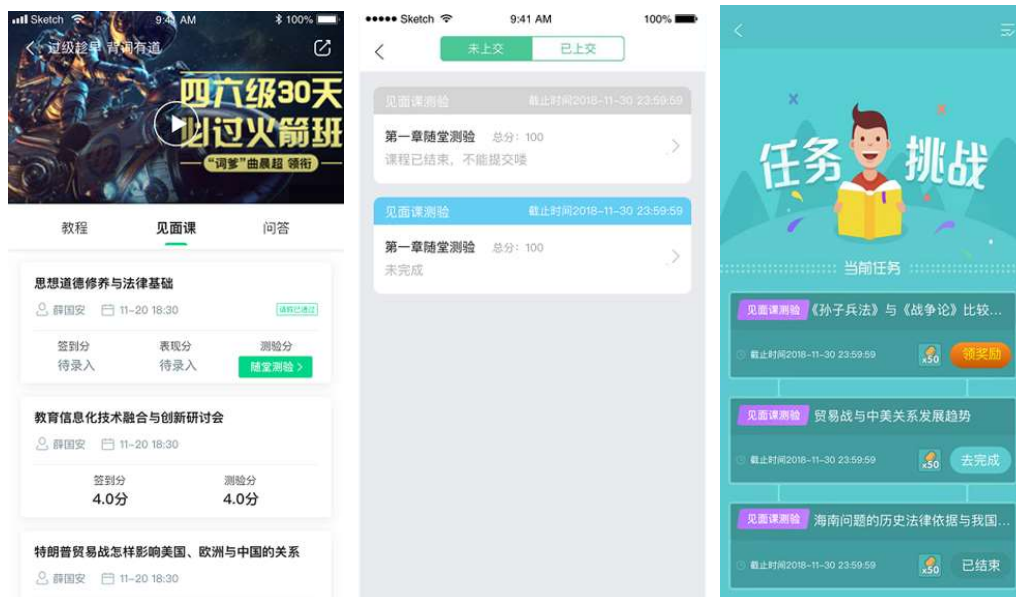 Sketch
9:41 AM
100%
过级趁早 背词有道
四六级30天
必过火箭班
“词爹”曲晨超 领衔
教程
见面课
问答
思想道德修养与法律基础
薛国安 11-20 18:30
请假已通过
签到分 表现分 测验分
待录入 待录入 随堂测验 >
教育信息化技术融合与创新研讨会
薛国安 11-20 18:30
签到分 测验分
4.0分 4.0分
特朗普贸易战怎样影响美国、欧洲与中国的关系
薛国安 11-20 18:30
Sketch 9:41 AM 100%
未上交 已上交
见面课测验 截止时间2018-11-30 23:59:59
第一章随堂测验 总分: 100
课程已结束, 不能提交喽
见面课测验 截止时间2018-11-30 23:59:59
第一章随堂测验 总分: 100
未完成
任务挑战
当前任务
见面课测验 《孙子兵法》与《战争论》比较...
截止时间2018-11-30 23:59:59 x50 领奖励
见面课测验 贸易战与中美关系发展趋势
截止时间2018-11-30 23:59:59 x50 去完成
见面课测验 海南问题的历史法律依据与我国...
截止时间2018-11-30 23:59:59 x50 已结束